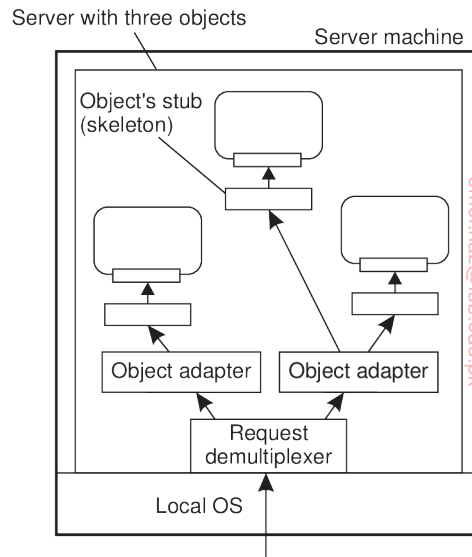 Server with three objects
Server machine
Object's stub
(skeleton)
Object adapter
Object adapter
Request
demultiplexer
Local OS